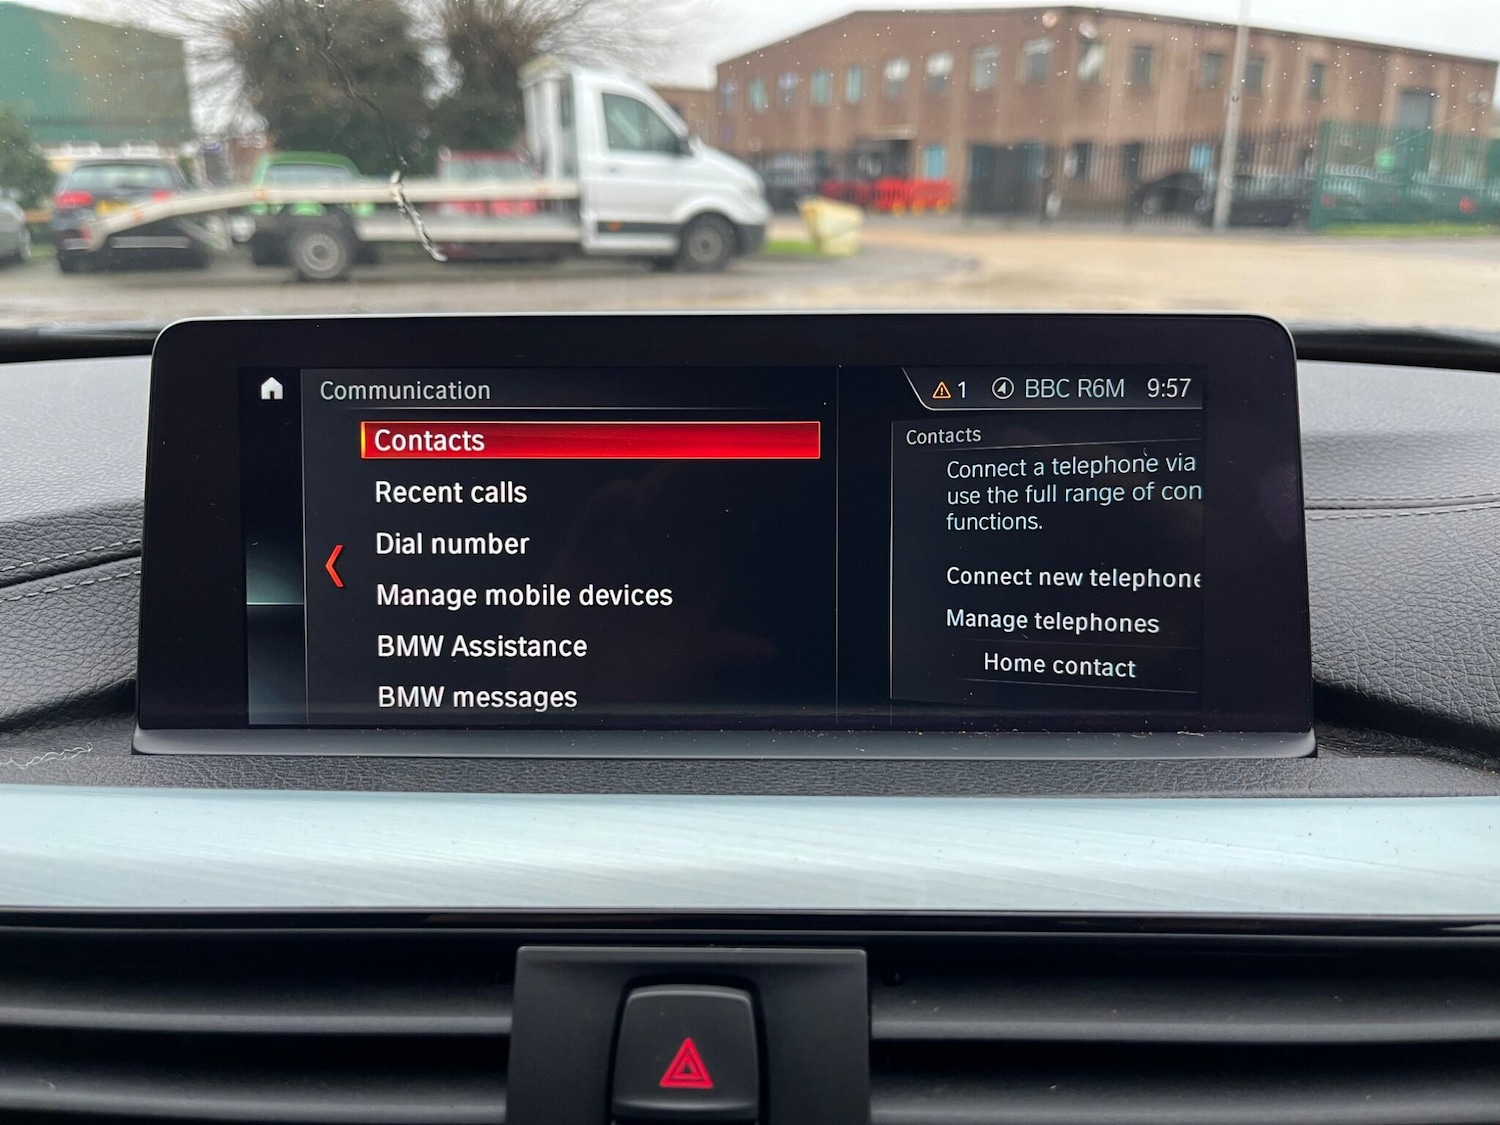 Communication
1 BBC R6M 9:57
Contacts
Recent calls
Dial number
Manage mobile devices
BMW Assistance
BMW messages
Contacts
Connect a telephone via
use the full range of con
functions.
Connect new telephone
Manage telephones
Home contact